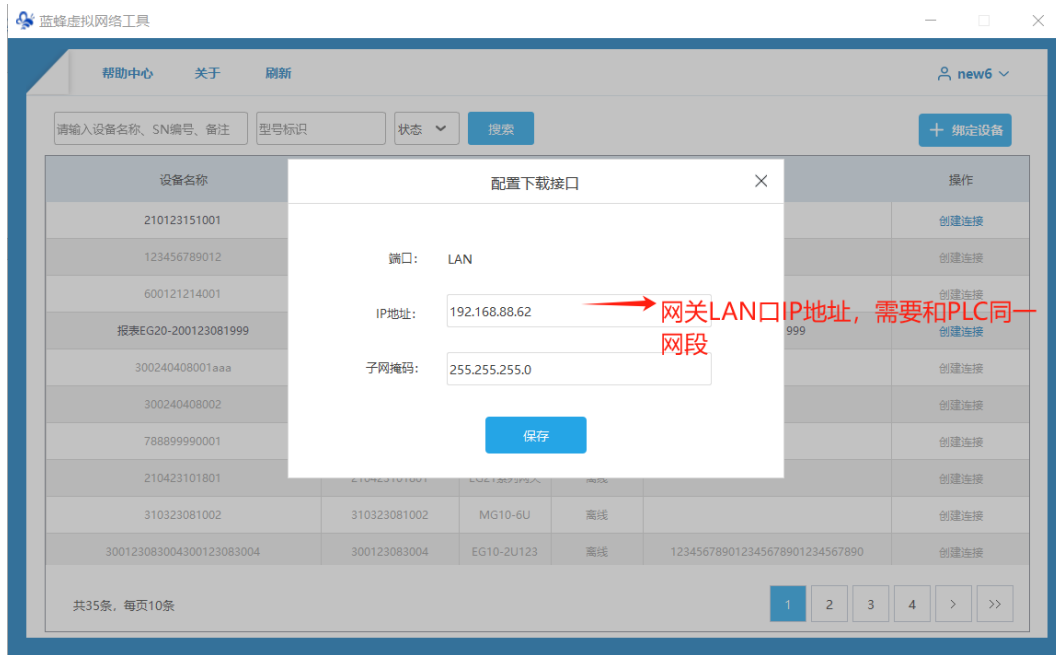 蓝蜂虚拟网络工具
帮助中心 关于 刷新 new6
请输入设备名称、SN编号、备注 型号标识 状态 搜索 绑定设备
设备名称 配置下载接口 操作
210123151001 创建连接
123456789012 端口: LAN 创建连接
600121214001 创建连接
IP地址: 192.168.88.62 网关LAN口IP地址，需要和PLC同一
报表EG20-200123081999 999 创建连接
网段
300240408001aaa 子网掩码: 255.255.255.0 创建连接
300240408002 创建连接
788899990001 保存 创建连接
210423101801 创建连接
310323081002 310323081002 MG10-6U 离线 创建连接
300123083004300123083004 300123083004 EG10-2U123 离线 123456789012345678901234567890 创建连接
共35条, 每页10条 1 2 3 4 > >>